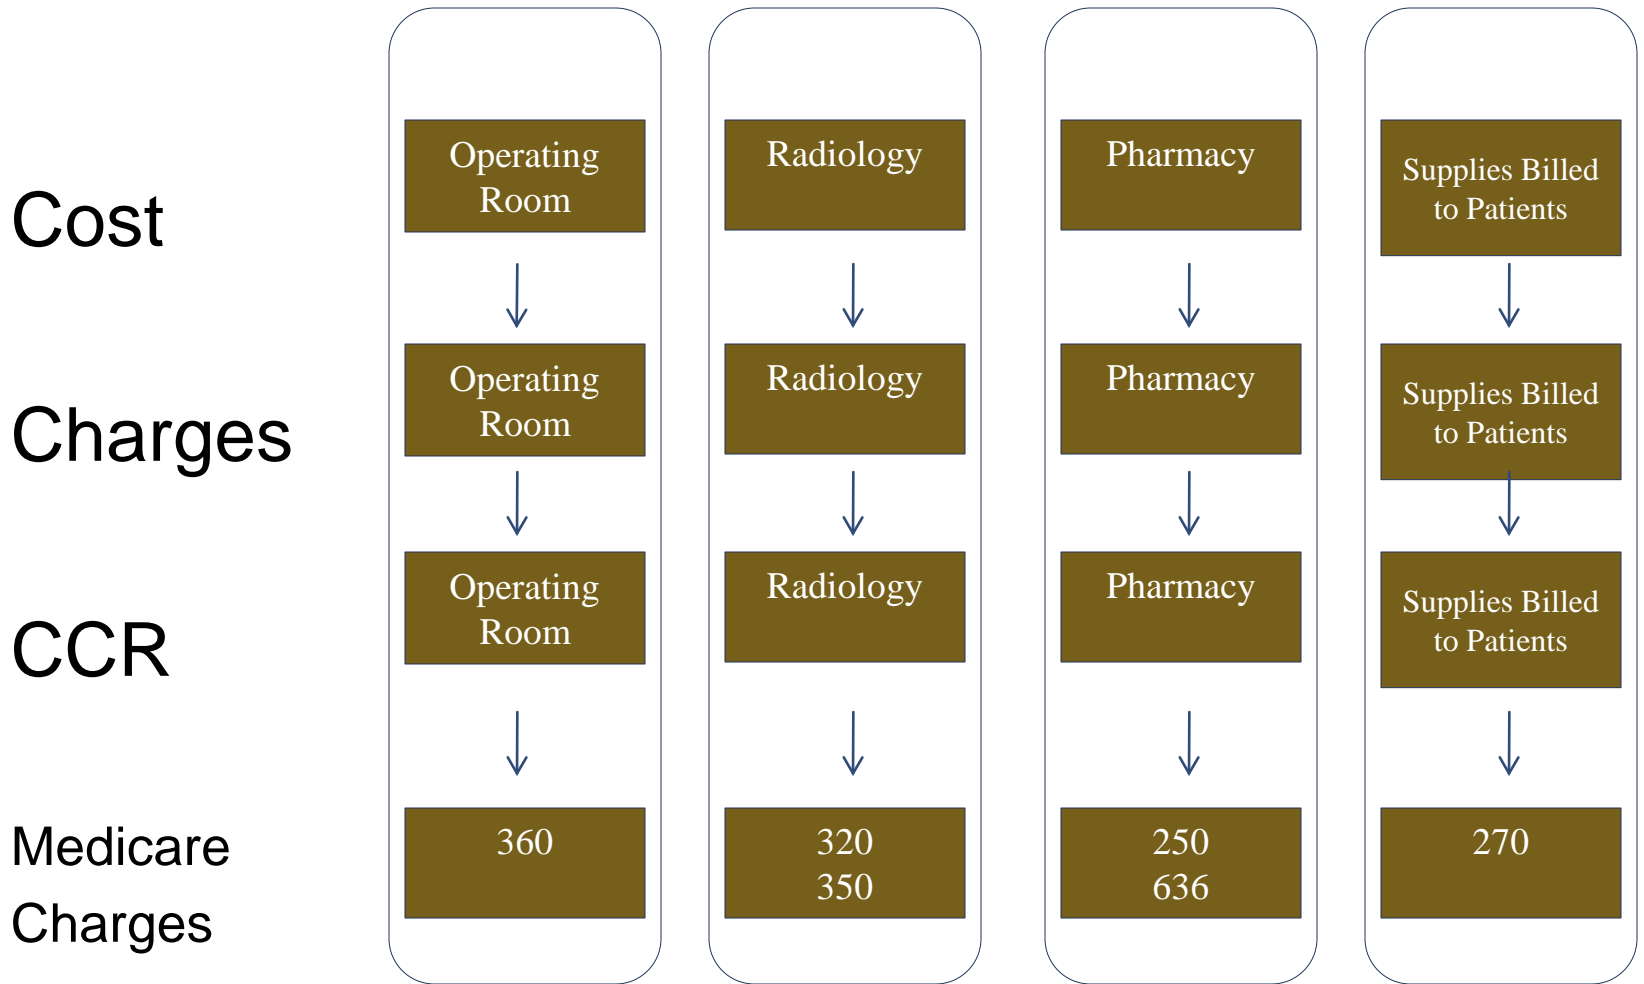 Operating
Room
Radiology
Pharmacy
Supplies Billed
to Patients
Cost
Operating
Room
Radiology
Pharmacy
Supplies Billed
to Patients
Charges
Operating
Room
Radiology
Pharmacy
Supplies Billed
to Patients
CCR
Medicare
Charges
360
320
350
250
636
270